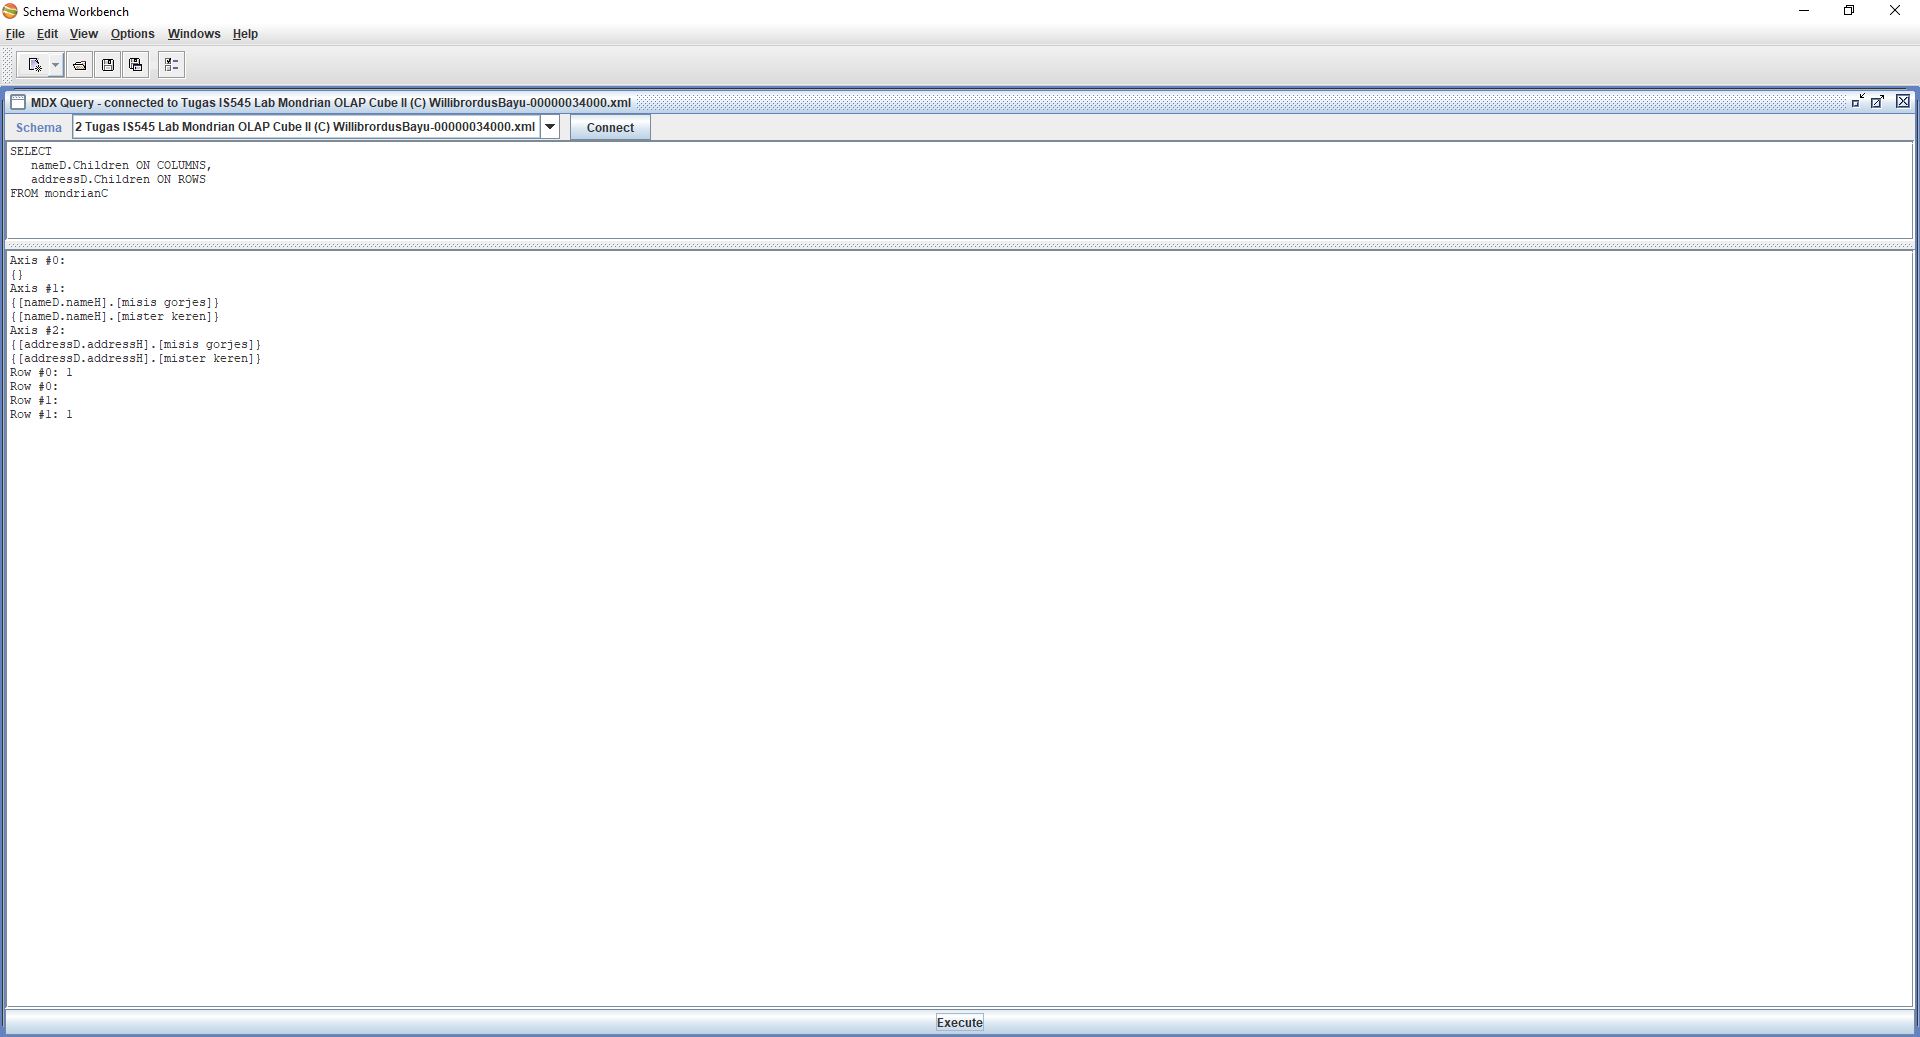 Schema Workbench
File Edit View Options Windows Help
MDX Query - connected to Tugas IS545 Lab Mondrian OLAP Cube II (C) WillibrordusBayu-00000034000.xml
Schema 2 Tugas IS545 Lab Mondrian OLAP Cube II (C) WillibrordusBayu-00000034000.xml Connect
SELECT
nameD.Children ON COLUMNS,
addressD.Children ON ROWS
FROM mondrianC
Axis #0:
{}
Axis #1:
{[nameD.nameH].[misis gorjes]}
{[nameD.nameH].[mister keren]}
Axis #2:
{[addressD.addressH].[misis gorjes]}
{[addressD.addressH].[mister keren]}
Row #0: 1
Row #0:
Row #1:
Row #1: 1
Execute